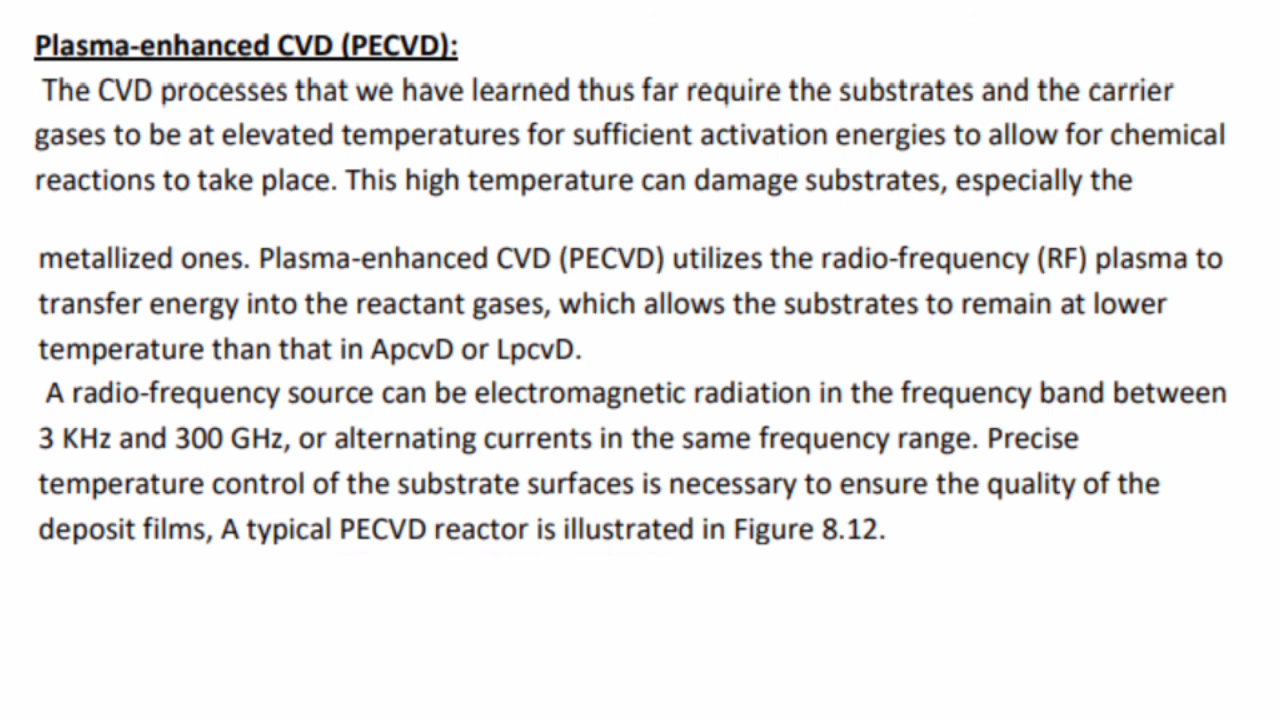 Plasma-enhanced CVD (PECVD):
The CVD processes that we have learned thus far require the substrates and the carrier
gases to be at elevated temperatures for sufficient activation energies to allow for chemical
reactions to take place. This high temperature can damage substrates, especially the
metallized ones. Plasma-enhanced CVD (PECVD) utilizes the radio-frequency (RF) plasma to
transfer energy into the reactant gases, which allows the substrates to remain at lower
temperature than that in ApcvD or LpcvD.
A radio-frequency source can be electromagnetic radiation in the frequency band between
3 KHz and 300 GHz, or alternating currents in the same frequency range. Precise
temperature control of the substrate surfaces is necessary to ensure the quality of the
deposit films, A typical PECVD reactor is illustrated in Figure 8.12.